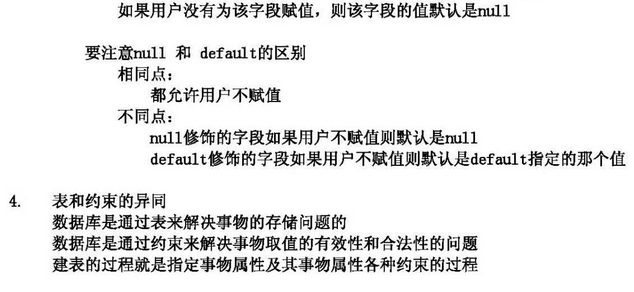 如果用户没有为该字段赋值，则该字段的值默认是null
要注意null 和 default的区别
相同点：
都允许用户不赋值
不同点：
null修饰的字段如果用户不赋值则默认是null
default修饰的字段如果用户不赋值则默认是default指定的那个值
4. 表和约束的异同
数据库是通过表来解决事物的存储问题的
数据库是通过约束来解决事物取值的有效性和合法性的问题
建表的过程就是指定事物属性及其事物属性各种约束的过程